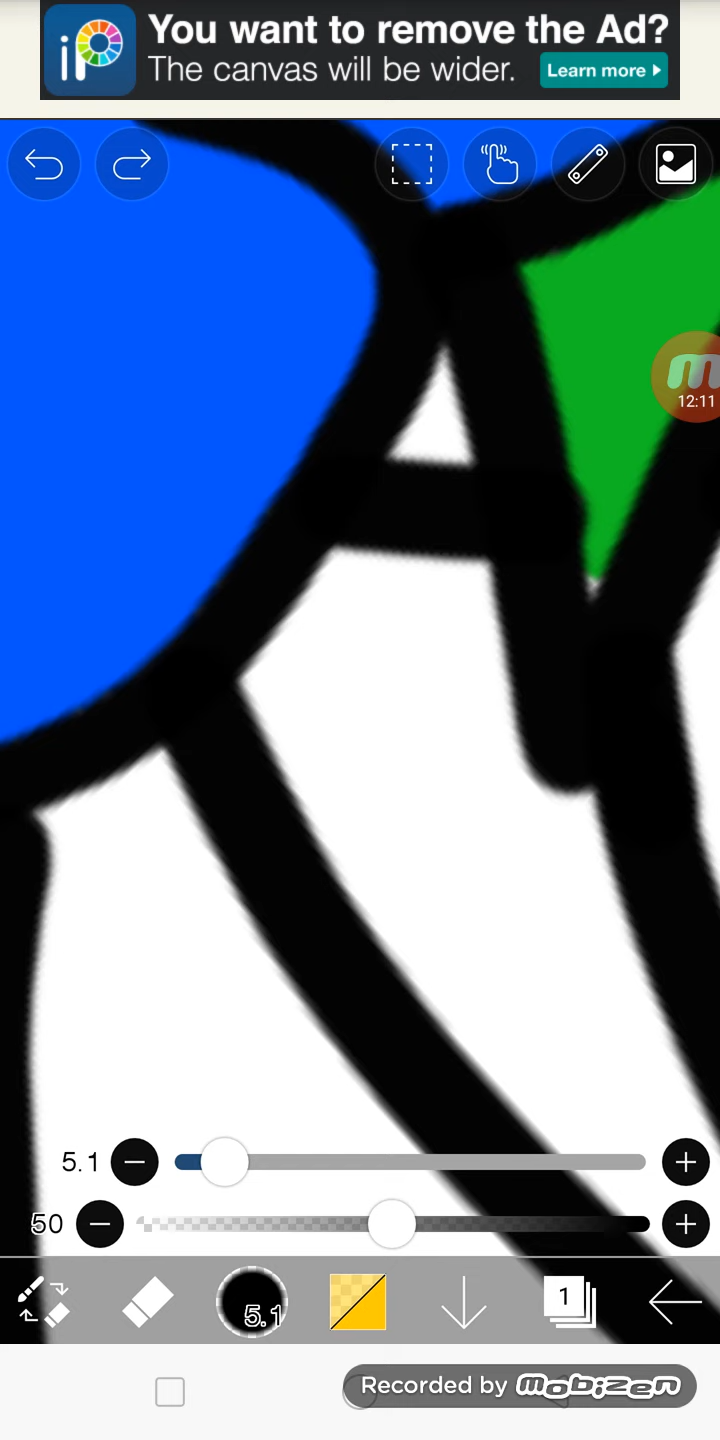 iP
You want to remove the Ad?
The canvas will be wider.
Learn more
m
12:11
5.1
50
5.1
1
Recorded by mobizen